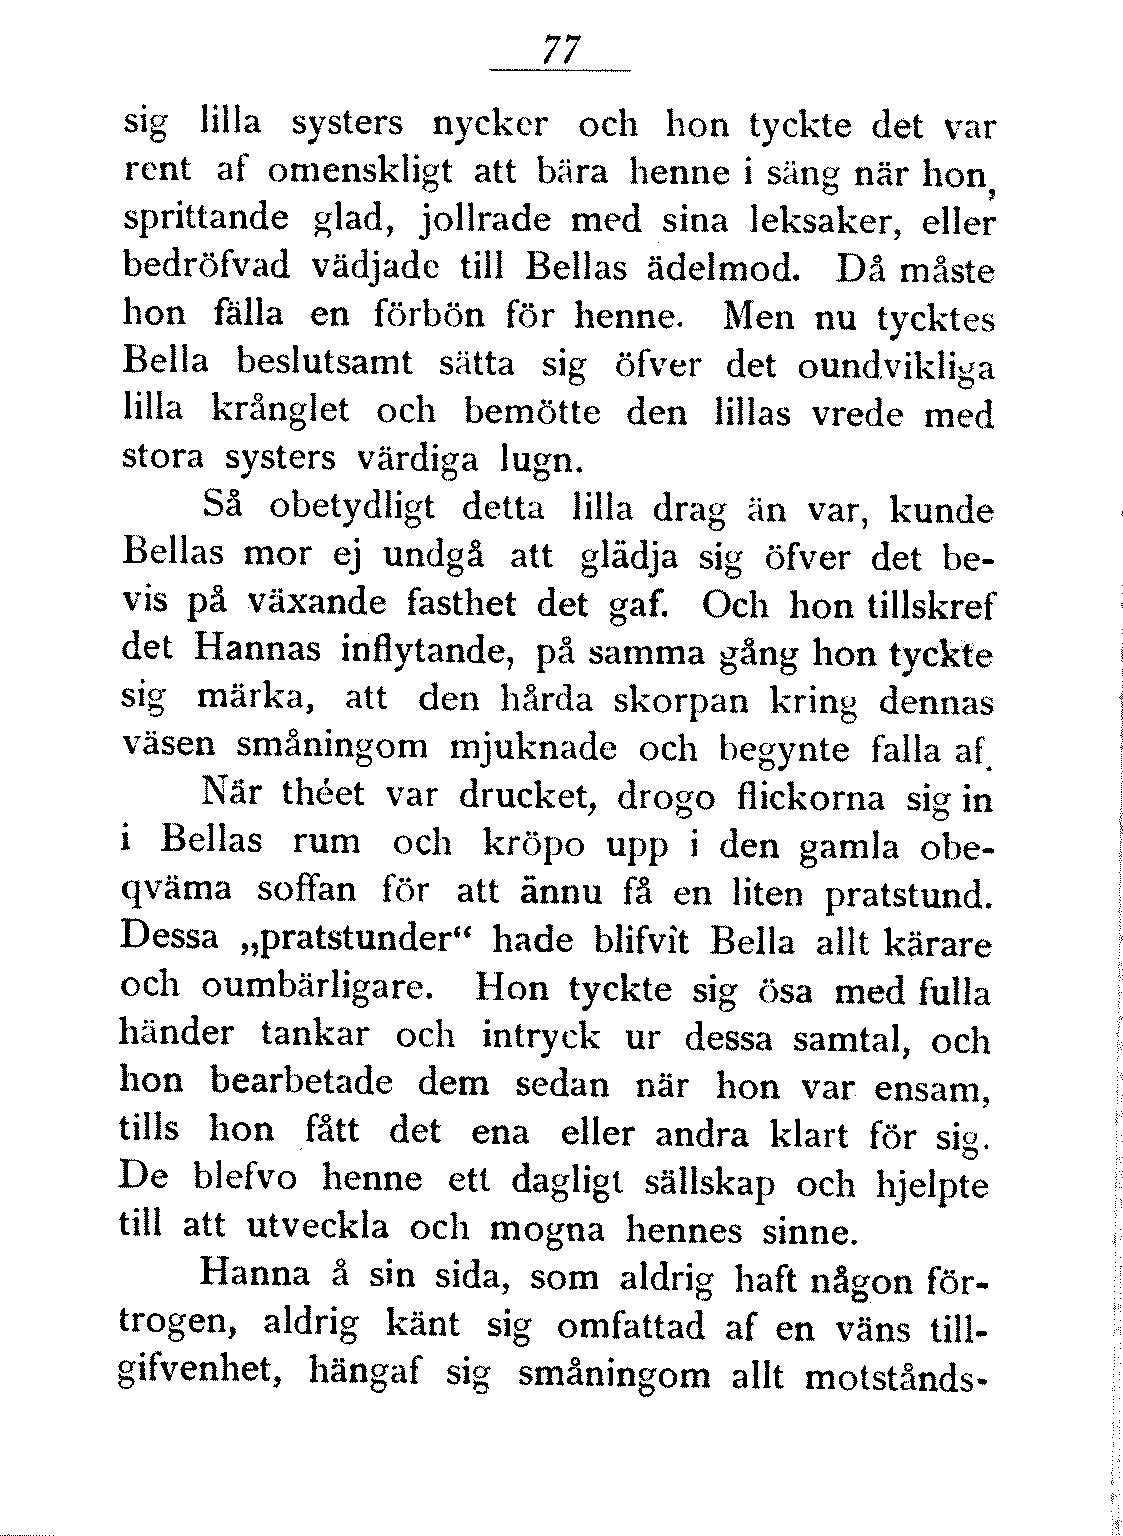 77
sig lilla systers nycker och hon tyckte det var
rent af omenskligt att bära henne i säng när hon,
sprittande glad, jollrade med sina leksaker, eller
bedröfvad vädjade till Bellas ädelmod. Då måste
hon fälla en förbön för henne. Men nu tycktes
Bella beslutsamt sätta sig öfver det oundvikliga
lilla krånglet och bemötte den lillas vrede med
stora systers värdiga lugn.
Så obetydligt detta lilla drag än var, kunde
Bellas mor ej undgå att glädja sig öfver det be-
vis på växande fasthet det gaf. Och hon tillskref
det Hannas inflytande, på samma gång hon tyckte
sig märka, att den hårda skorpan kring dennas
väsen småningom mjuknade och begynte falla af.
När théet var drucket, drogo flickorna sig in
i Bellas rum och kröpo upp i den gamla obe-
qväma soffan för att ännu få en liten pratstund.
Dessa „pratstunder“ hade blifvit Bella allt kärare
och oumbärligare. Hon tyckte sig ösa med fulla
händer tankar och intryck ur dessa samtal, och
hon bearbetade dem sedan när hon var ensam,
tills hon fått det ena eller andra klart för sig.
De blefvo henne ett dagligt sällskap och hjelpte
till att utveckla och mogna hennes sinne.
Hanna å sin sida, som aldrig haft någon för-
trogen, aldrig känt sig omfattad af en väns till-
gifvenhet, hängaf sig småningom allt motstånds-